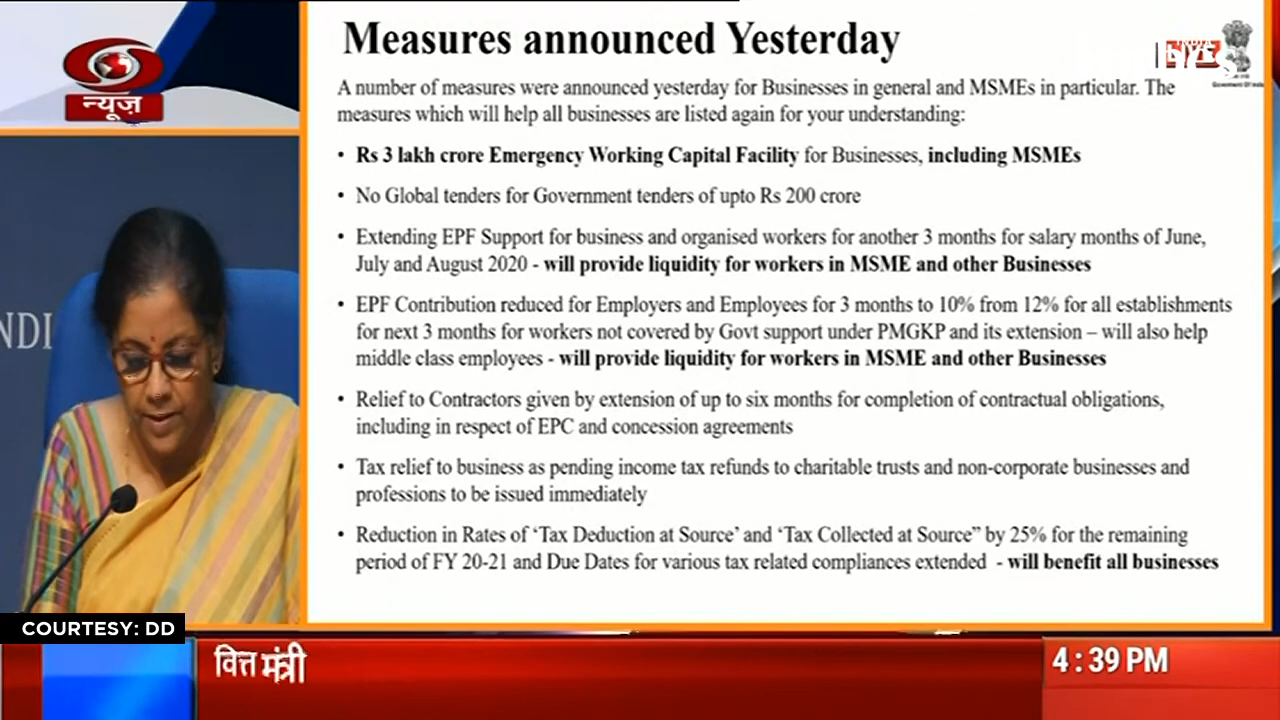 Measures announced Yesterday
A number of measures were announced yesterday for Businesses in general and MSMEs in particular. The
measures which will help all businesses are listed again for your understanding:
• Rs 3 lakh crore Emergency Working Capital Facility for Businesses, including MSMEs
• No Global tenders for Government tenders of upto Rs 200 crore
• Extending EPF Support for business and organised workers for another 3 months for salary months of June,
July and August 2020 - will provide liquidity for workers in MSME and other Businesses
• EPF Contribution reduced for Employers and Employees for 3 months to 10% from 12% for all establishments
for next 3 months for workers not covered by Govt support under PMGKP and its extension – will also help
middle class employees - will provide liquidity for workers in MSME and other Businesses
• Relief to Contractors given by extension of up to six months for completion of contractual obligations,
including in respect of EPC and concession agreements
• Tax relief to business as pending income tax refunds to charitable trusts and non-corporate businesses and
professions to be issued immediately
• Reduction in Rates of ‘Tax Deduction at Source’ and ‘Tax Collected at Source” by 25% for the remaining
period of FY 20-21 and Due Dates for various tax related compliances extended - will benefit all businesses
न्यूज़
INDIA
NDI
COURTESY: DD
वित्त मंत्री
4:39 PM